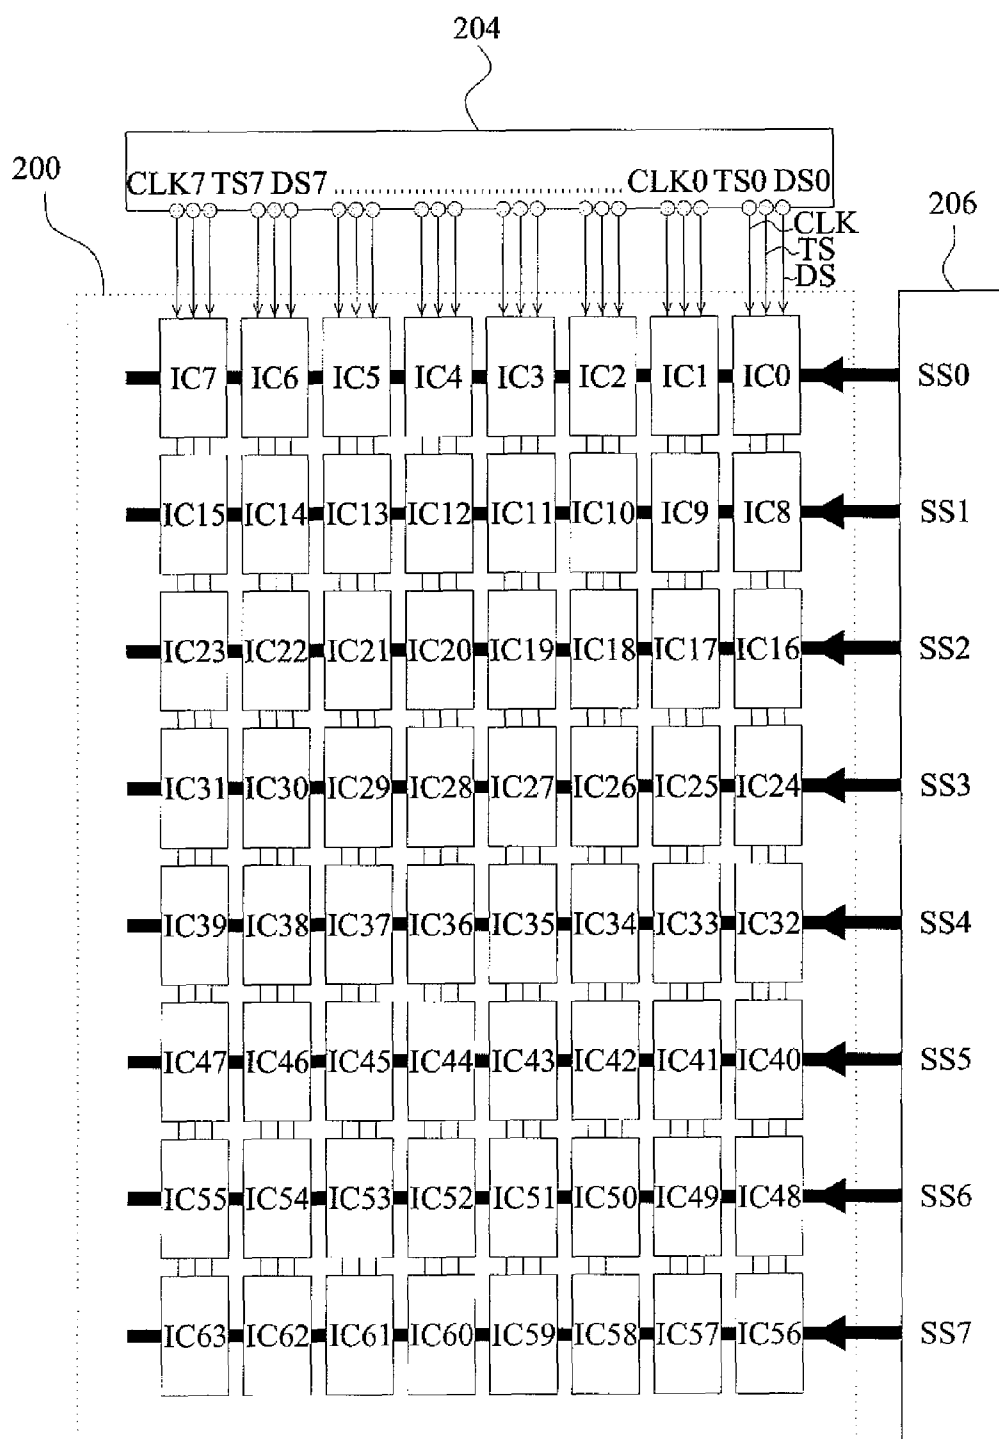 204
200
CLK7 TS7 DS7 ........................ CLK0 TS0 DS0
206
CLK
TS
DS
IC7 IC6 IC5 IC4 IC3 IC2 IC1 IC0 SS0
IC15 IC14 IC13 IC12 IC11 IC10 IC9 IC8 SS1
IC23 IC22 IC21 IC20 IC19 IC18 IC17 IC16 SS2
IC31 IC30 IC29 IC28 IC27 IC26 IC25 IC24 SS3
IC39 IC38 IC37 IC36 IC35 IC34 IC33 IC32 SS4
IC47 IC46 IC45 IC44 IC43 IC42 IC41 IC40 SS5
IC55 IC54 IC53 IC52 IC51 IC50 IC49 IC48 SS6
IC63 IC62 IC61 IC60 IC59 IC58 IC57 IC56 SS7